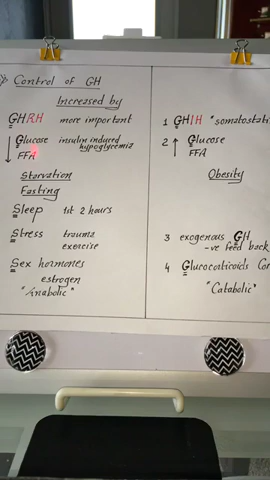 Control of GH
Increased by
GHRH more important
↓ Glucose insulin induced hypoglycemia
FFA
Starvation
Fasting
Sleep 1st 2 hours
Stress trauma
exercise
Sex hormones
estrogen
"Anabolic"
1 GHIH
2 ↑ Glucose
FFA
Obesity
3 exogenous GH
-ve feed back
4 Glucocorticoids
"Catabolic"